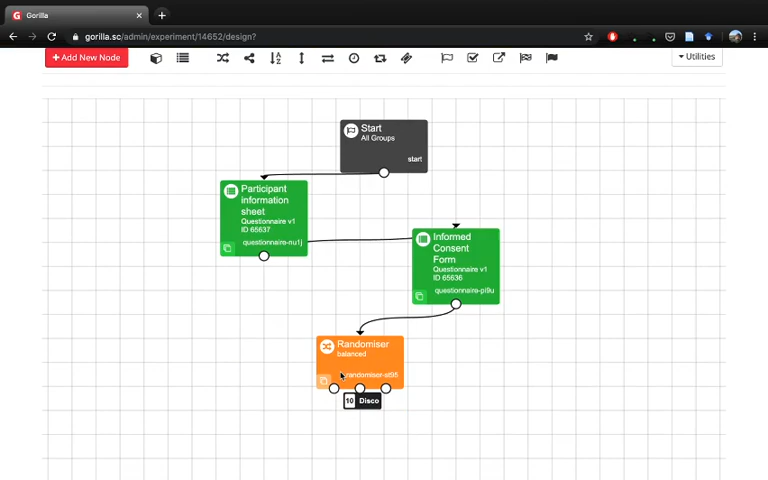 Gorilla
gorilla.sc/admin/experiment/14652/design?
Add New Node
Utilities
Start
All Groups
start
Participant
information
sheet
Questionnaire v1
ID 65637
questionnaire-nu1j
Informed
Consent
Form
Questionnaire v1
ID 65636
questionnaire-pi9u
Randomiser
balanced
randomiser-st95
10 Disco